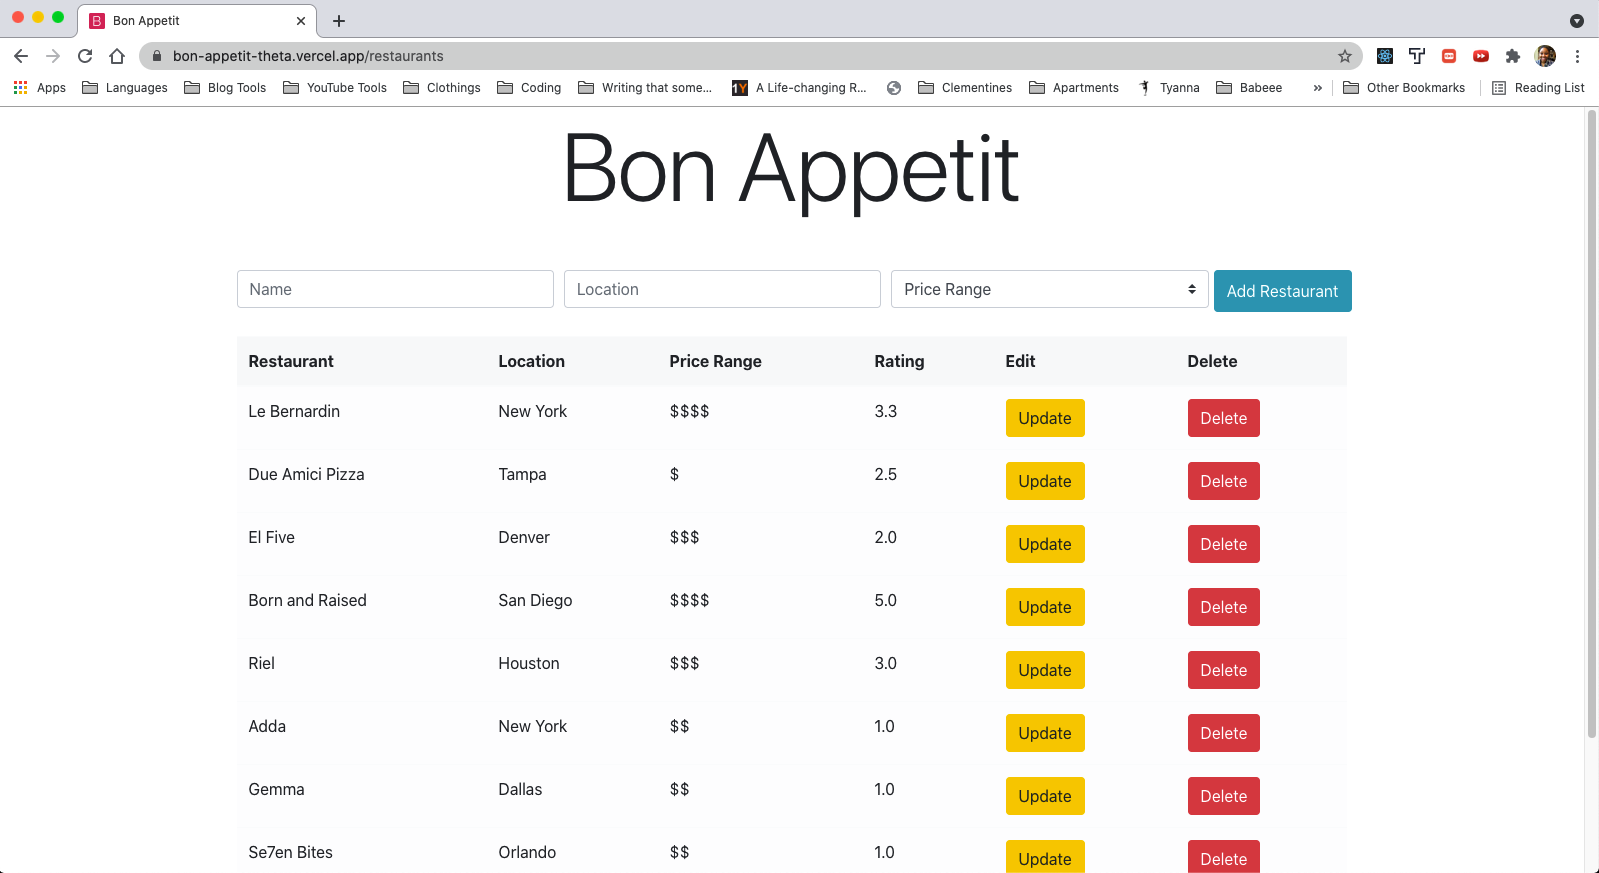 Bon Appetit
bon-appetit-theta.vercel.app/restaurants
Apps Languages Blog Tools YouTube Tools Clothings Coding Writing that some... A Life-changing R... Clementines Apartments Tyanna Babeee » Other Bookmarks Reading List
Bon Appetit
Name Location Price Range Add Restaurant
Restaurant Location Price Range Rating Edit Delete
Le Bernardin New York $$$$ 3.3 Update Delete
Due Amici Pizza Tampa $ 2.5 Update Delete
El Five Denver $$$ 2.0 Update Delete
Born and Raised San Diego $$$$ 5.0 Update Delete
Riel Houston $$$ 3.0 Update Delete
Adda New York $$ 1.0 Update Delete
Gemma Dallas $$ 1.0 Update Delete
Se7en Bites Orlando $$ 1.0 Update Delete